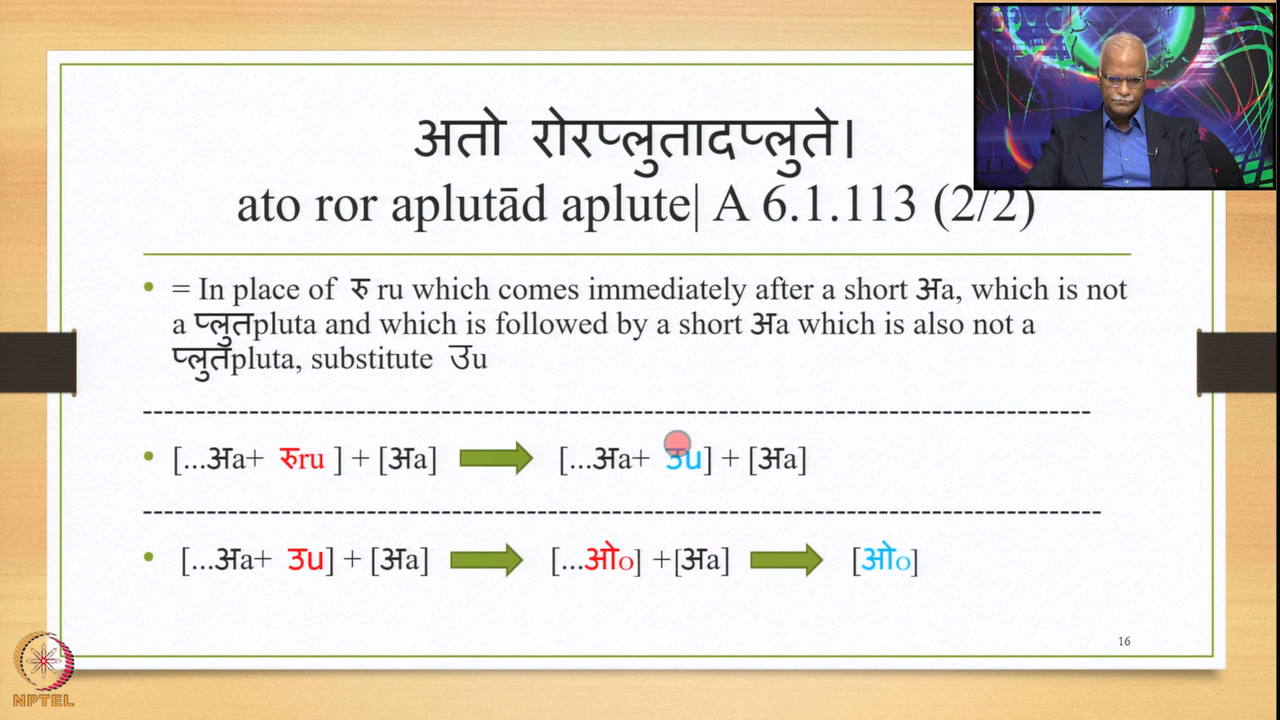 अतो रोरप्लुतादप्लुते।
ato ror aplutād aplute| A 6.1.113 (2/2)
• = In place of रु ru which comes immediately after a short अa, which is not
a प्लुतpluta and which is followed by a short अa which is also not a
प्लुतpluta, substitute उu
--------------------------------------------------------------------------------------------
• [...अa+ रुru ] + [अa] [...अa+ उu] + [अa]
---------------------------------------------------------------------------------------------
• [...अa+ उu] + [अa] [...ओo] +[अa] [ओo]
16
NPTEL